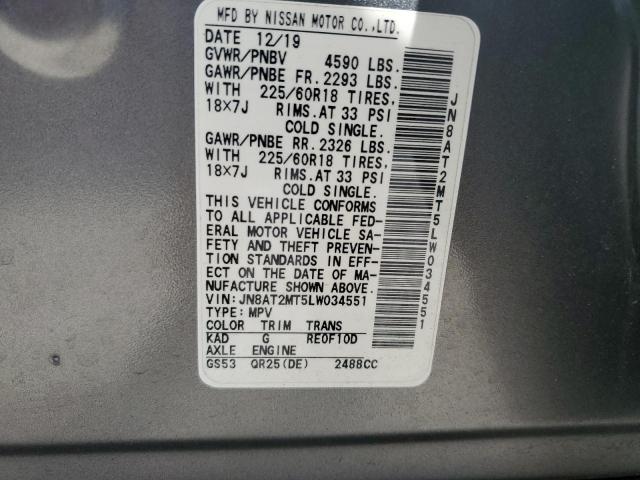 MFD BY NISSAN MOTOR CO.,LTD.
DATE 12/19
GVWR/PNBV 4590 LBS.
GAWR/PNBE FR. 2293 LBS.
WITH 225/60R18 TIRES,
18×7J RIMS.AT 33 PSI
COLD SINGLE.
GAWR/PNBE RR. 2326 LBS.
WITH 225/60R18 TIRES,
18×7J RIMS.AT 33 PSI
COLD SINGLE.
THIS VEHICLE CONFORMS
TO ALL APPLICABLE FED-
ERAL MOTOR VEHICLE SA-
FETY AND THEFT PREVEN-
TION STANDARDS IN EFF-
ECT ON THE DATE OF MA-
NUFACTURE SHOWN ABOVE.
VIN:JN8AT2MT5LW034551
TYPE:MPV
COLOR TRIM TRANS
KAD G RE0F10D
AXLE ENGINE
GS53 QR25(DE) 2488CC
JN8AT2MT5LW034551